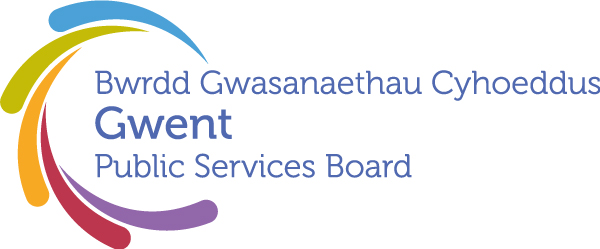 Bwrdd Gwasanaethau Cyhoeddus
Gwent
Public Services Board